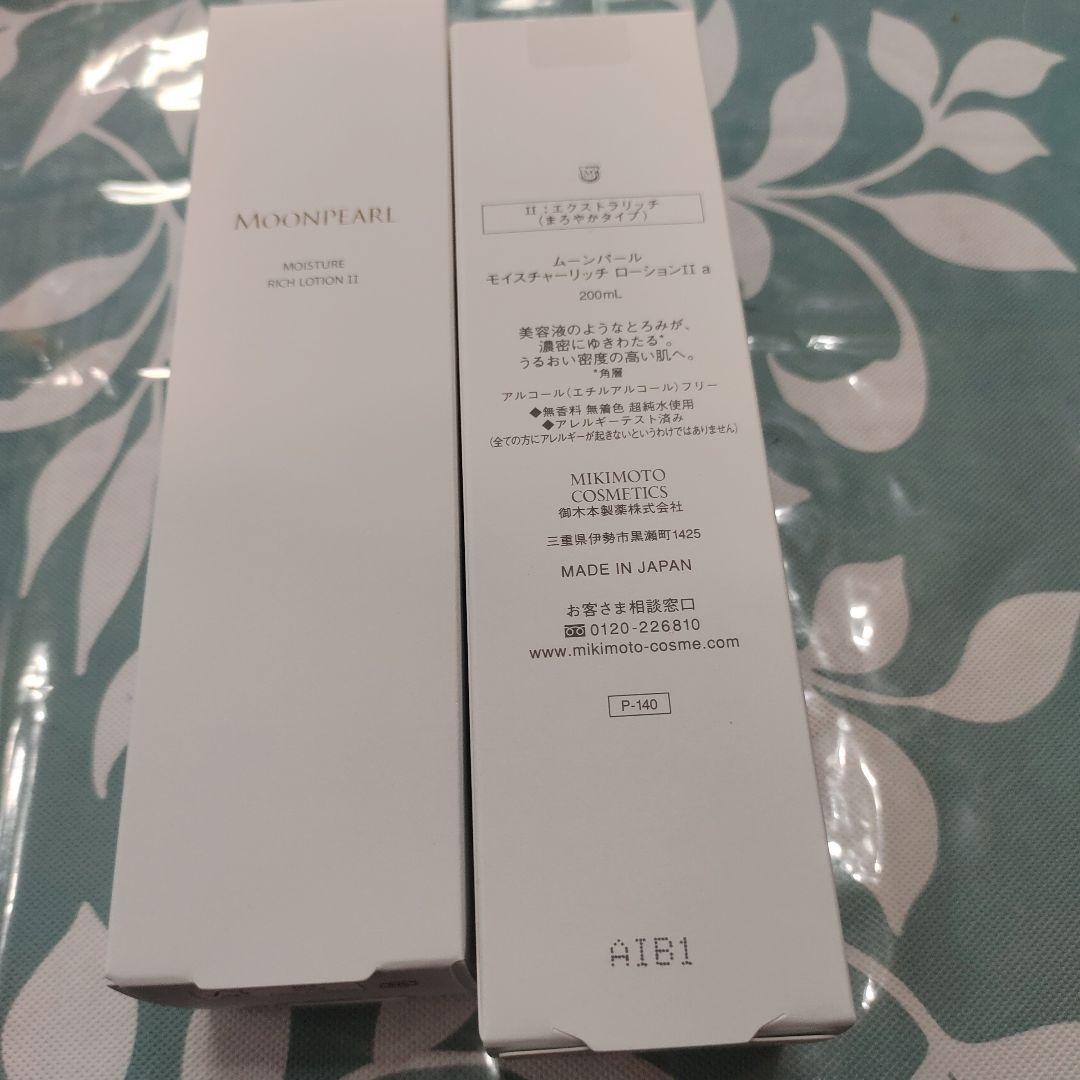 MOONPEARL
MOISTURE
RICH LOTION II
II：エクストラリッチ
（まろやかタイプ）
ムーンパール
モイスチャーリッチ ローションII a
200mL
美容液のようなとろみが、
濃密にゆきわたる*。
うるおい密度の高い肌へ。
*角層
アルコール（エチルアルコール）フリー
◆無香料 無着色 超純水使用
◆アレルギーテスト済み
（全ての方にアレルギーが起きないというわけではありません）
MIKIMOTO
COSMETICS
御木本製薬株式会社
三重県伊勢市黒瀬町1425
MADE IN JAPAN
お客さま相談窓口
0120-226810
www.mikimoto-cosme.com
P-140
AIB1